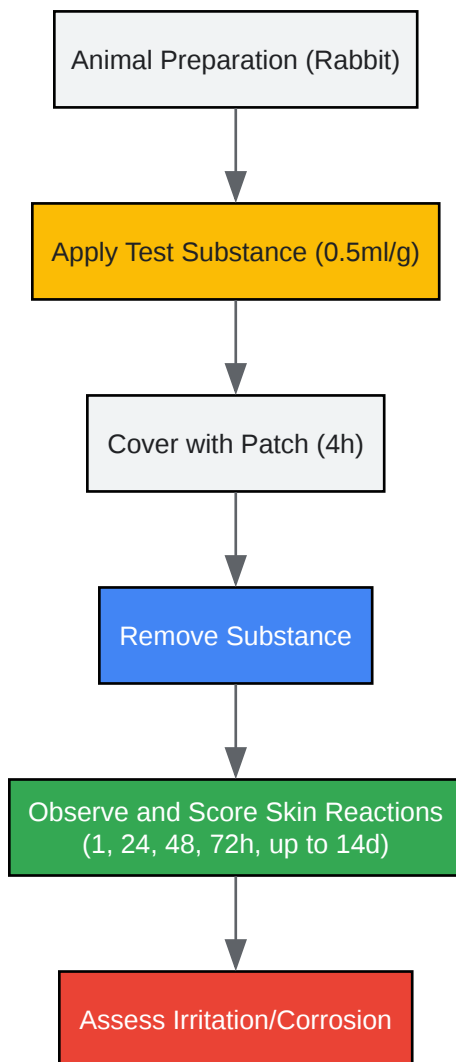 Animal Preparation (Rabbit)
Apply Test Substance (0.5ml/g)
Cover with Patch (4h)
Remove Substance
Observe and Score Skin Reactions
(1, 24, 48, 72h, up to 14d)
Assess Irritation/Corrosion